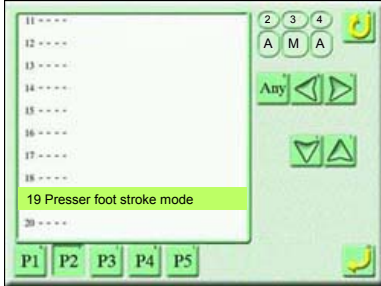 11 - - - -
2 3 4
12 - - - -
A M A
13 - - - -
14 - - - -
Any
15 - - - -
16 - - - -
17 - - - -
18 - - - -
19 Presser foot stroke mode
20 - - - -
P1 P2 P3 P4 P5